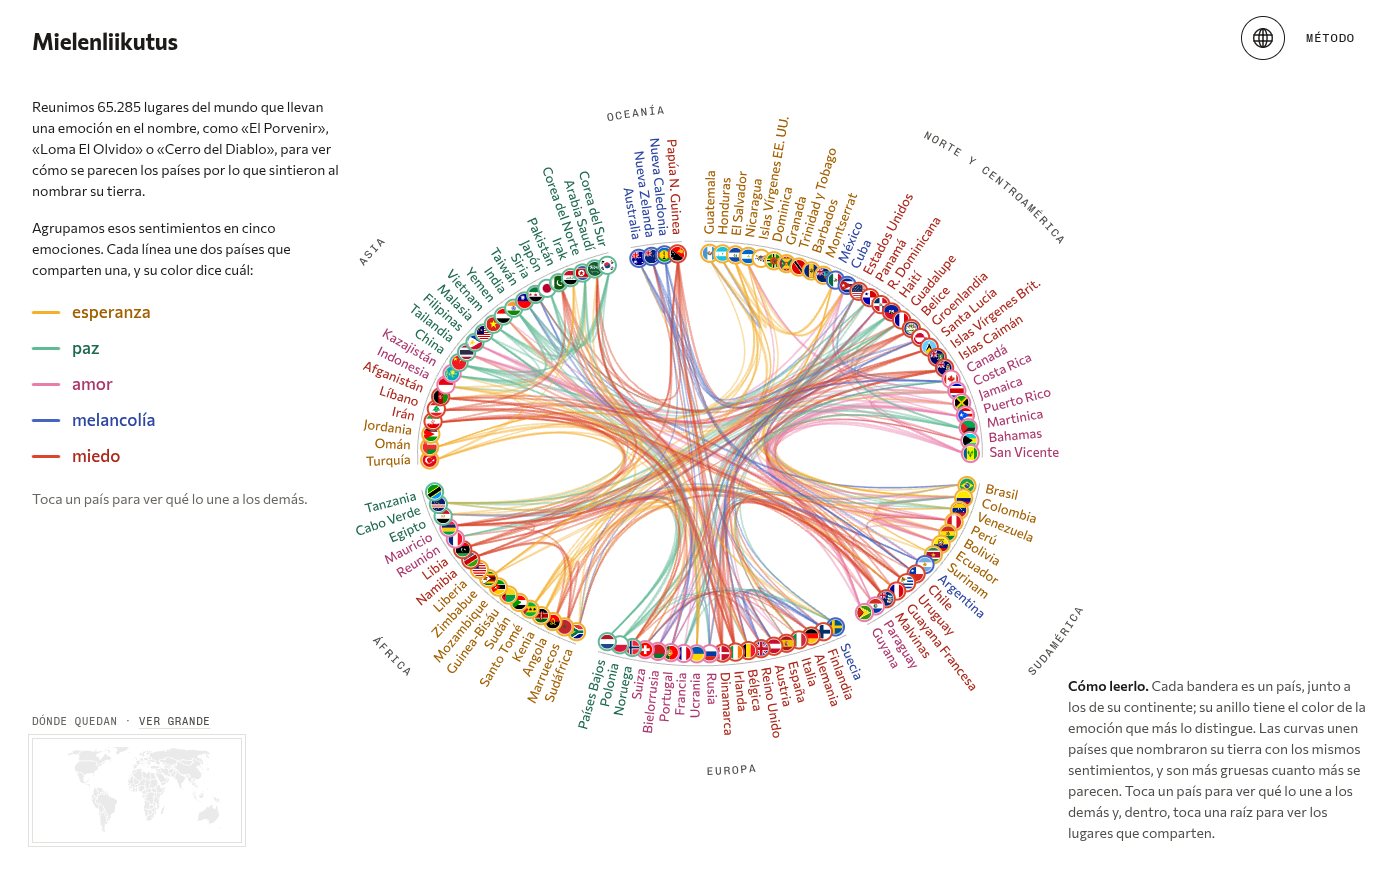 Mielenliikutus
MÉTODO
Reunimos 65.285 lugares del mundo que llevan
una emoción en el nombre, como «El Porvenir»,
«Loma El Olvido» o «Cerro del Diablo», para ver
cómo se parecen los países por lo que sintieron al
nombrar su tierra.
Agrupamos esos sentimientos en cinco
emociones. Cada línea une dos países que
comparten una, y su color dice cuál:
esperanza
paz
amor
melancolía
miedo
Toca un país para ver qué lo une a los demás.
OCEANÍA
Australia
Nueva Zelanda
Nueva Caledonia
Papúa N. Guinea
NORTE Y CENTROAMÉRICA
Guatemala
Honduras
El Salvador
Nicaragua
Islas Vírgenes EE. UU.
Dominica
Granada
Trinidad y Tobago
Barbados
Montserrat
México
Cuba
Estados Unidos
Panamá
R. Dominicana
Haití
Guadalupe
Belice
Groenlandia
Santa Lucía
Islas Vírgenes Brit.
Islas Caimán
Canadá
Costa Rica
Jamaica
Puerto Rico
Martinica
Bahamas
San Vicente
SUDAMÉRICA
Brasil
Colombia
Venezuela
Perú
Bolivia
Ecuador
Surinam
Argentina
Chile
Uruguay
Guayana Francesa
Malvinas
Paraguay
Guyana
EUROPA
Suecia
Finlandia
Alemania
Italia
España
Austria
Reino Unido
Bélgica
Irlanda
Dinamarca
Rusia
Ucrania
Francia
Portugal
Bielorrusia
Suiza
Noruega
Polonia
Países Bajos
ÁFRICA
Sudáfrica
Marruecos
Angola
Kenia
Santo Tome
Sudán
Guinea-Bisáu
Mozambique
Zimbabue
Liberia
Namibia
Libia
Reunión
Mauricio
Egipto
Cabo Verde
Tanzania
ASIA
Turquía
Omán
Jordania
Irán
Líbano
Afganistán
Indonesia
Kazajistán
China
Tailandia
Filipinas
Malasia
Vietnam
Yemen
India
Taiwán
Siria
Japón
Pakistán
Irak
Corea del Norte
Arabia Saudí
Corea del Sur
DÓNDE QUEDAN · VER GRANDE
Cómo leerlo. Cada bandera es un país, junto a
los de su continente; su anillo tiene el color de la
emoción que más lo distingue. Las curvas unen
países que nombraron su tierra con los mismos
sentimientos, y son más gruesas cuanto más se
parecen. Toca un país para ver qué lo une a los
demás y, dentro, toca una raíz para ver los
lugares que comparten.